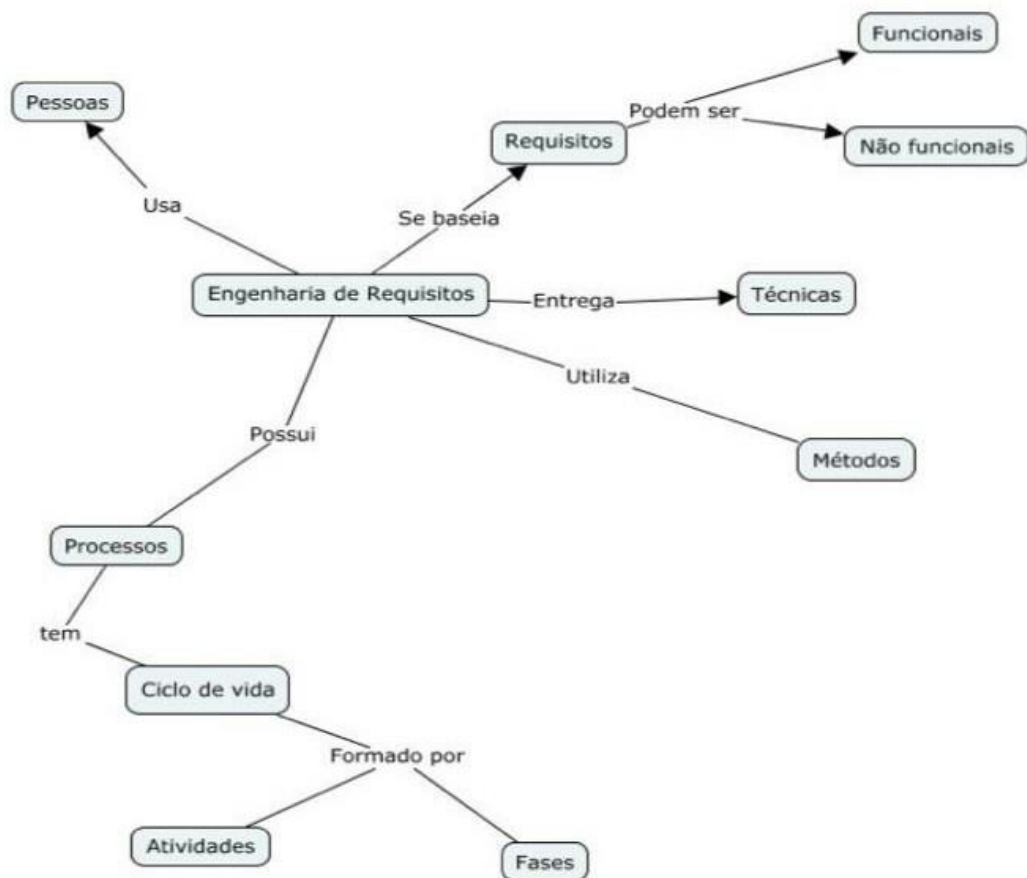 Funcionais
Pessoas
Podem ser
Requisitos
Não funcionais
Usa
Se baseia
Engenharia de Requisitos
Entrega
Técnicas
Utiliza
Possui
Métodos
Processos
tem
Ciclo de vida
Formado por
Atividades
Fases